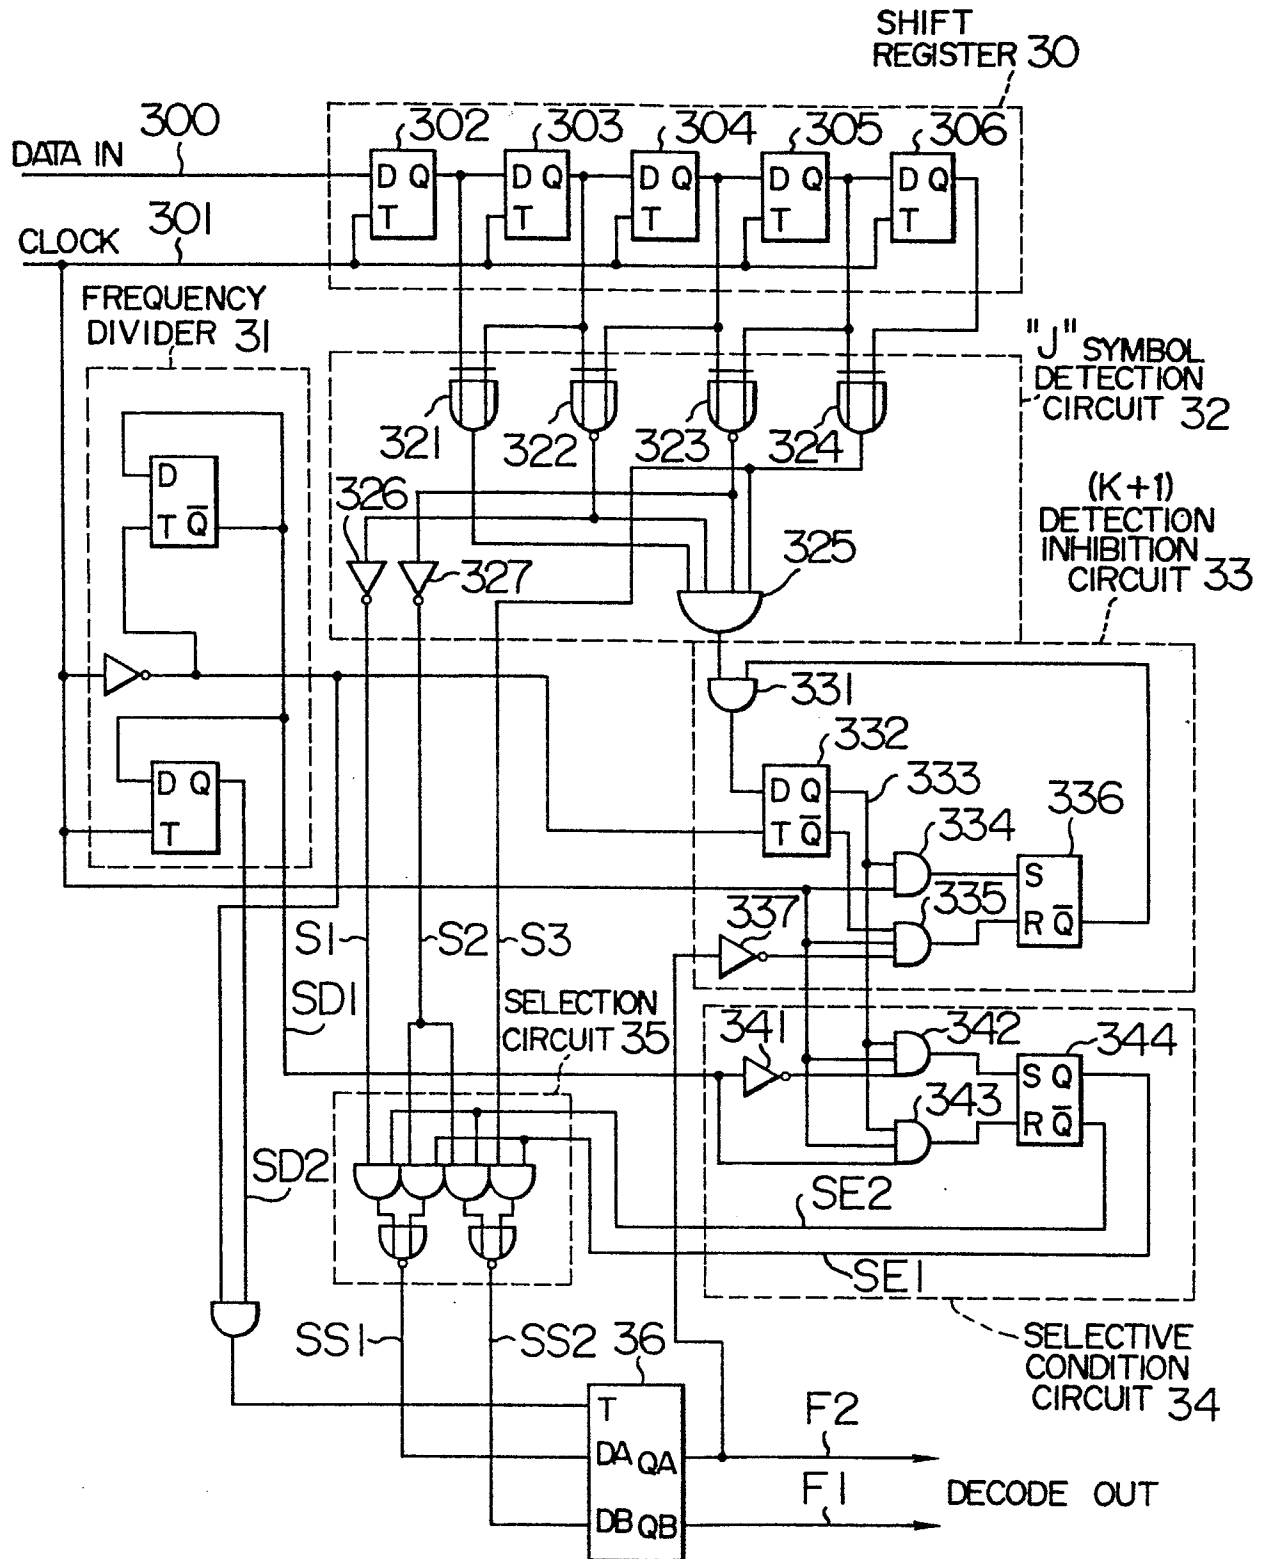 SHIFT
REGISTER 30
300
DATA IN
302
303
304
305
306
D Q
T
D Q
T
D Q
T
D Q
T
D Q
T
301
CLOCK
FREQUENCY
DIVIDER 31
"J" SYMBOL
DETECTION
CIRCUIT 32
321
322
323
324
326
327
325
(K+1)
DETECTION
INHIBITION
CIRCUIT 33
D
T Q̅
331
332
D Q
T Q̅
333
334
335
336
S
R Q̅
337
D Q
T
S1
S2
S3
SD1
SELECTION
CIRCUIT 35
341
342
343
344
S Q
R Q̅
SD2
SE2
SE1
SS1
SS2
36
SELECTIVE
CONDITION
CIRCUIT 34
T
DA QA
DB QB
F2
F1
DECODE OUT